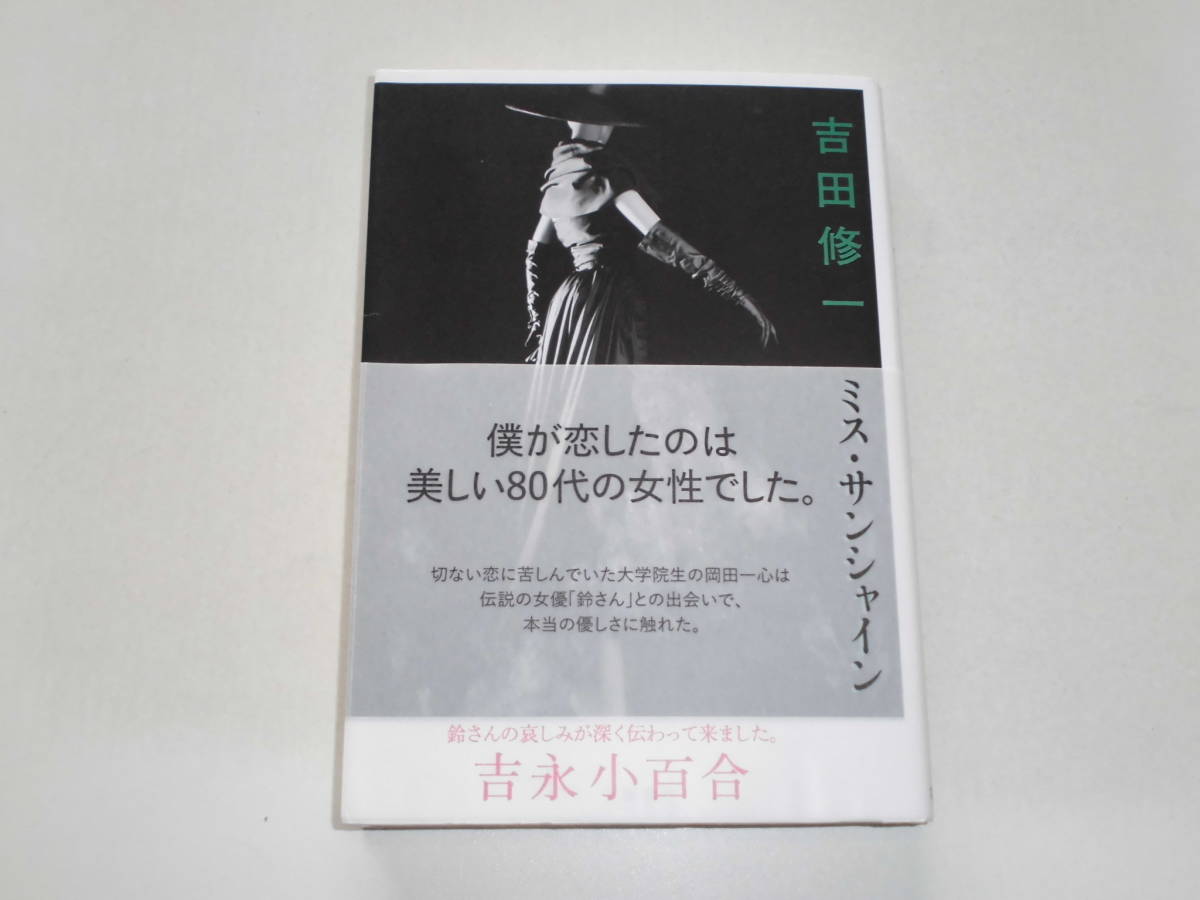 吉田修一
ミス・サンシャイン
僕が恋したのは
美しい80代の女性でした。
切ない恋に苦しんでいた大学院生の岡田一心は
伝説の女優「鈴さん」との出会いで、
本当の優しさに触れた。
鈴さんの哀しみが深く伝わって来ました。
吉永小百合